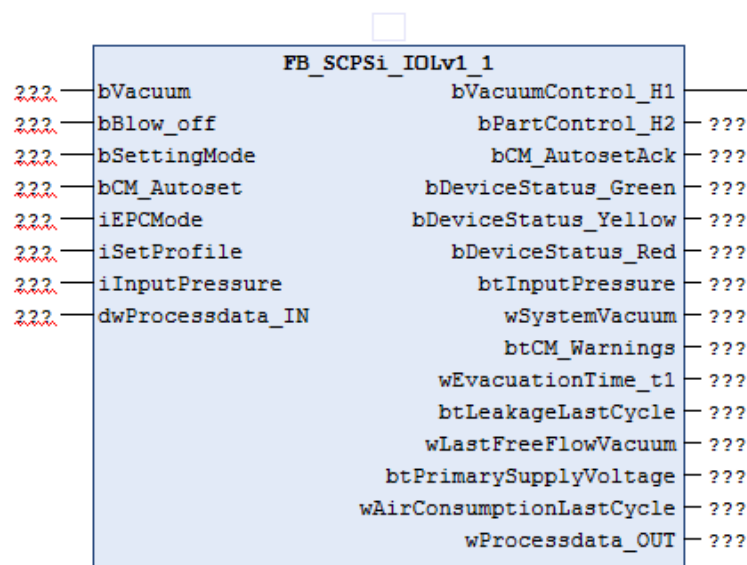 FB_SCPSi_IOLv1_1
??? bVacuum bVacuumControl_H1
??? bBlow_off bPartControl_H2 ???
??? bSettingMode bCM_AutosetAck ???
??? bCM_Autoset bDeviceStatus_Green ???
??? iEPCMode bDeviceStatus_Yellow ???
??? iSetProfile bDeviceStatus_Red ???
??? iInputPressure btInputPressure ???
??? dwProcessdata_IN wSystemVacuum ???
btCM_Warnings ???
wEvacuationTime_t1 ???
btLeakageLastCycle ???
wLastFreeFlowVacuum ???
btPrimarySupplyVoltage ???
wAirConsumptionLastCycle ???
wProcessdata_OUT ???